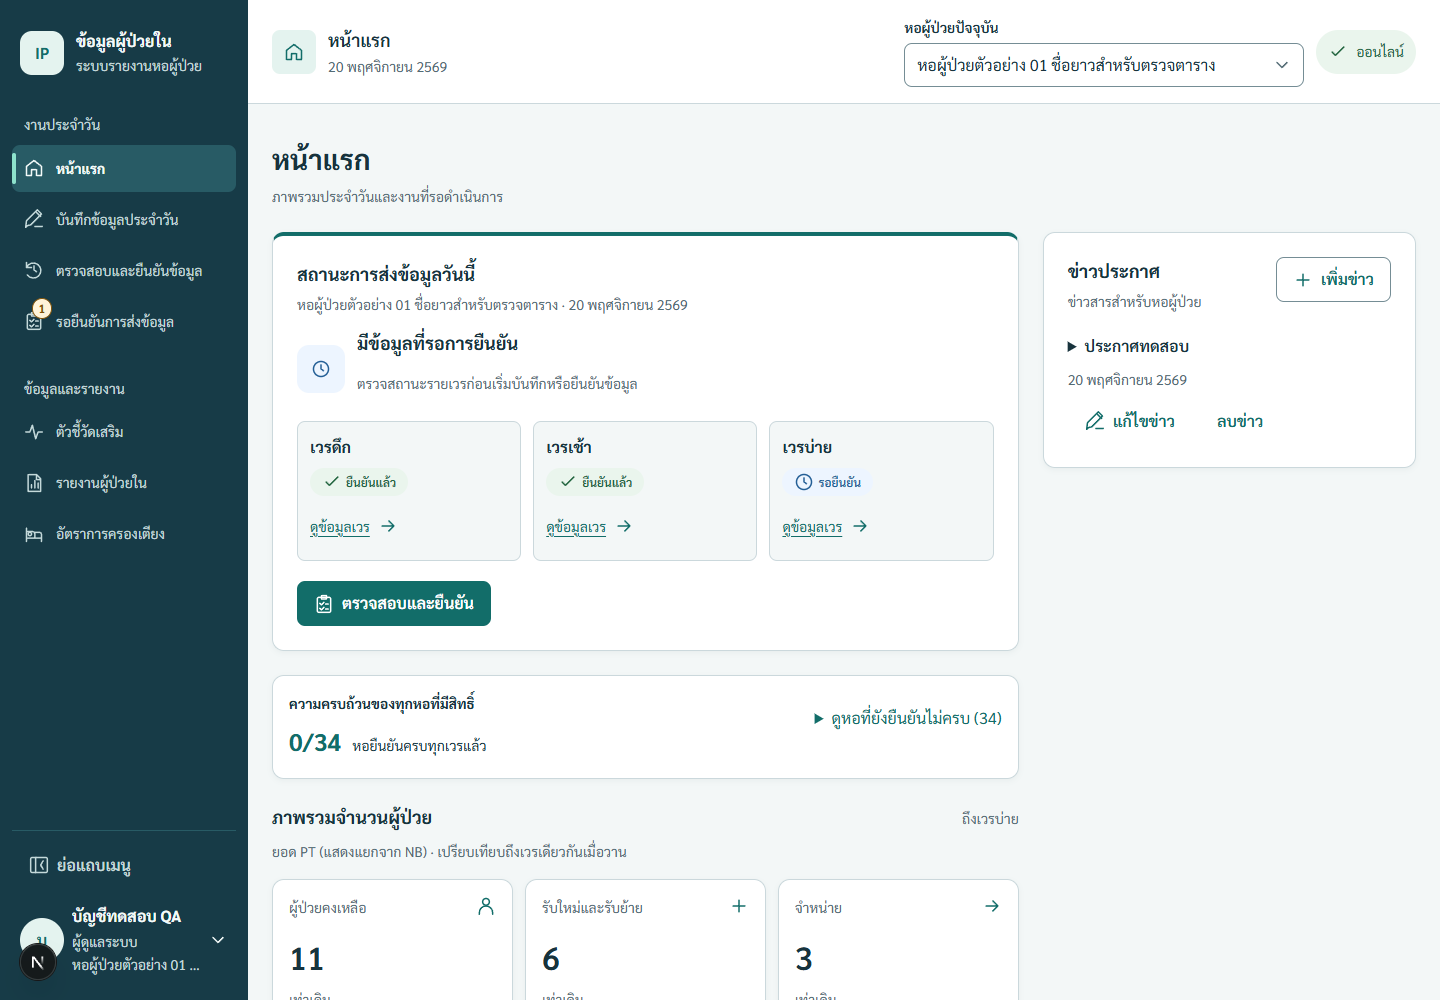 IP
ข้อมูลผู้ป่วยใน
ระบบรายงานหอผู้ป่วย
งานประจำวัน
หน้าแรก
บันทึกข้อมูลประจำวัน
ตรวจสอบและยืนยันข้อมูล
1
รอยืนยันการส่งข้อมูล
ข้อมูลและรายงาน
ตัวชี้วัดเสริม
รายงานผู้ป่วยใน
อัตราการครองเตียง
ย่อแถบเมนู
บัญชีทดสอบ QA
ผู้ดูแลระบบ
หอผู้ป่วยตัวอย่าง 01 ...
N
หน้าแรก
20 พฤศจิกายน 2569
หอผู้ป่วยปัจจุบัน
หอผู้ป่วยตัวอย่าง 01 ชื่อยาวสำหรับตรวจตาราง
ออนไลน์
หน้าแรก
ภาพรวมประจำวันและงานที่รอดำเนินการ
สถานะการส่งข้อมูลวันนี้
หอผู้ป่วยตัวอย่าง 01 ชื่อยาวสำหรับตรวจตาราง · 20 พฤศจิกายน 2569
มีข้อมูลที่รอการยืนยัน
ตรวจสถานะรายเวรก่อนเริ่มบันทึกหรือยืนยันข้อมูล
เวรดึก
ยืนยันแล้ว
ดูข้อมูลเวร
เวรเช้า
ยืนยันแล้ว
ดูข้อมูลเวร
เวรบ่าย
รอยืนยัน
ดูข้อมูลเวร
ตรวจสอบและยืนยัน
ความครบถ้วนของทุกหอที่มีสิทธิ์
0/34 หอยืนยันครบทุกเวรแล้ว
ดูหอที่ยังยืนยันไม่ครบ (34)
ภาพรวมจำนวนผู้ป่วย
ถึงเวรบ่าย
ยอด PT (แสดงแยกจาก NB) · เปรียบเทียบถึงเวรเดียวกันเมื่อวาน
ผู้ป่วยคงเหลือ
11
เท่าเดิม
รับใหม่และรับย้าย
6
เท่าเดิม
จำหน่าย
3
เท่าเดิม
ข่าวประกาศ
ข่าวสารสำหรับหอผู้ป่วย
เพิ่มข่าว
ประกาศทดสอบ
20 พฤศจิกายน 2569
แก้ไขข่าว
ลบข่าว